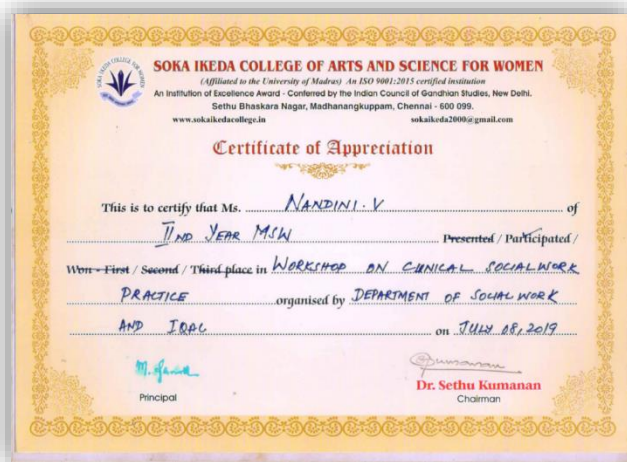 SOKA IKEDA COLLEGE OF ARTS AND SCIENCE FOR WOMEN
(Affiliated to the University of Madras) An ISO 9001:2015 certified institution
An Institution of Excellence Award - Conferred by the Indian Council of Gandhian Studies, New Delhi.
Sethu Bhaskara Nagar, Madhanangkuppam, Chennai - 600 099.
www.sokaikedacollege.in sokaikeda2000@gmail.com
Certificate of Appreciation
This is to certify that Ms. NANDINI.V of
IIND YEAR MSW Presented / Participated /
Won - First / Second / Third place in WORKSHOP ON CLINICAL SOCIAL WORK
PRACTICE organised by DEPARTMENT OF SOCIAL WORK
AND IQAC on JULY 08, 2019
Principal
Dr. Sethu Kumanan
Chairman